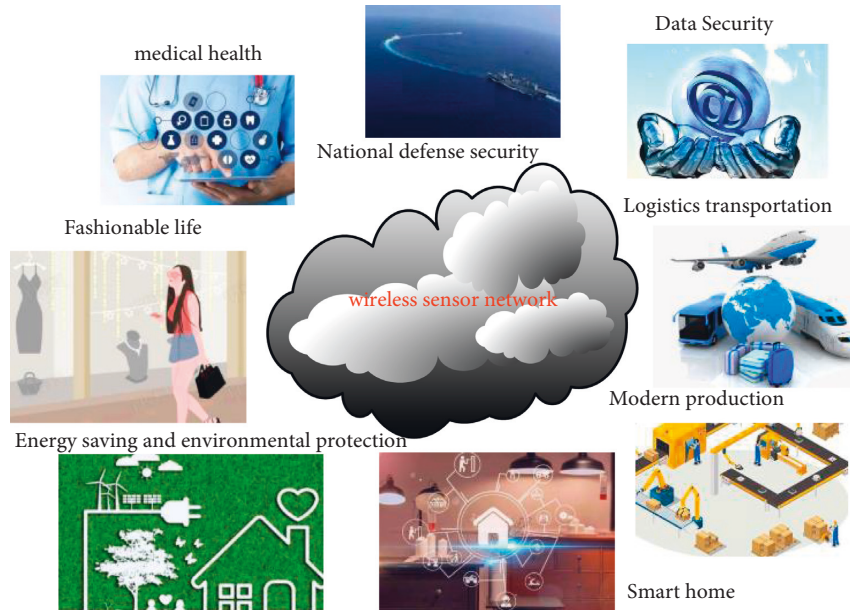 Data Security
medical health
National defense security
Logistics transportation
Fashionable life
wireless sensor network
Modern production
Energy saving and environmental protection
Smart home